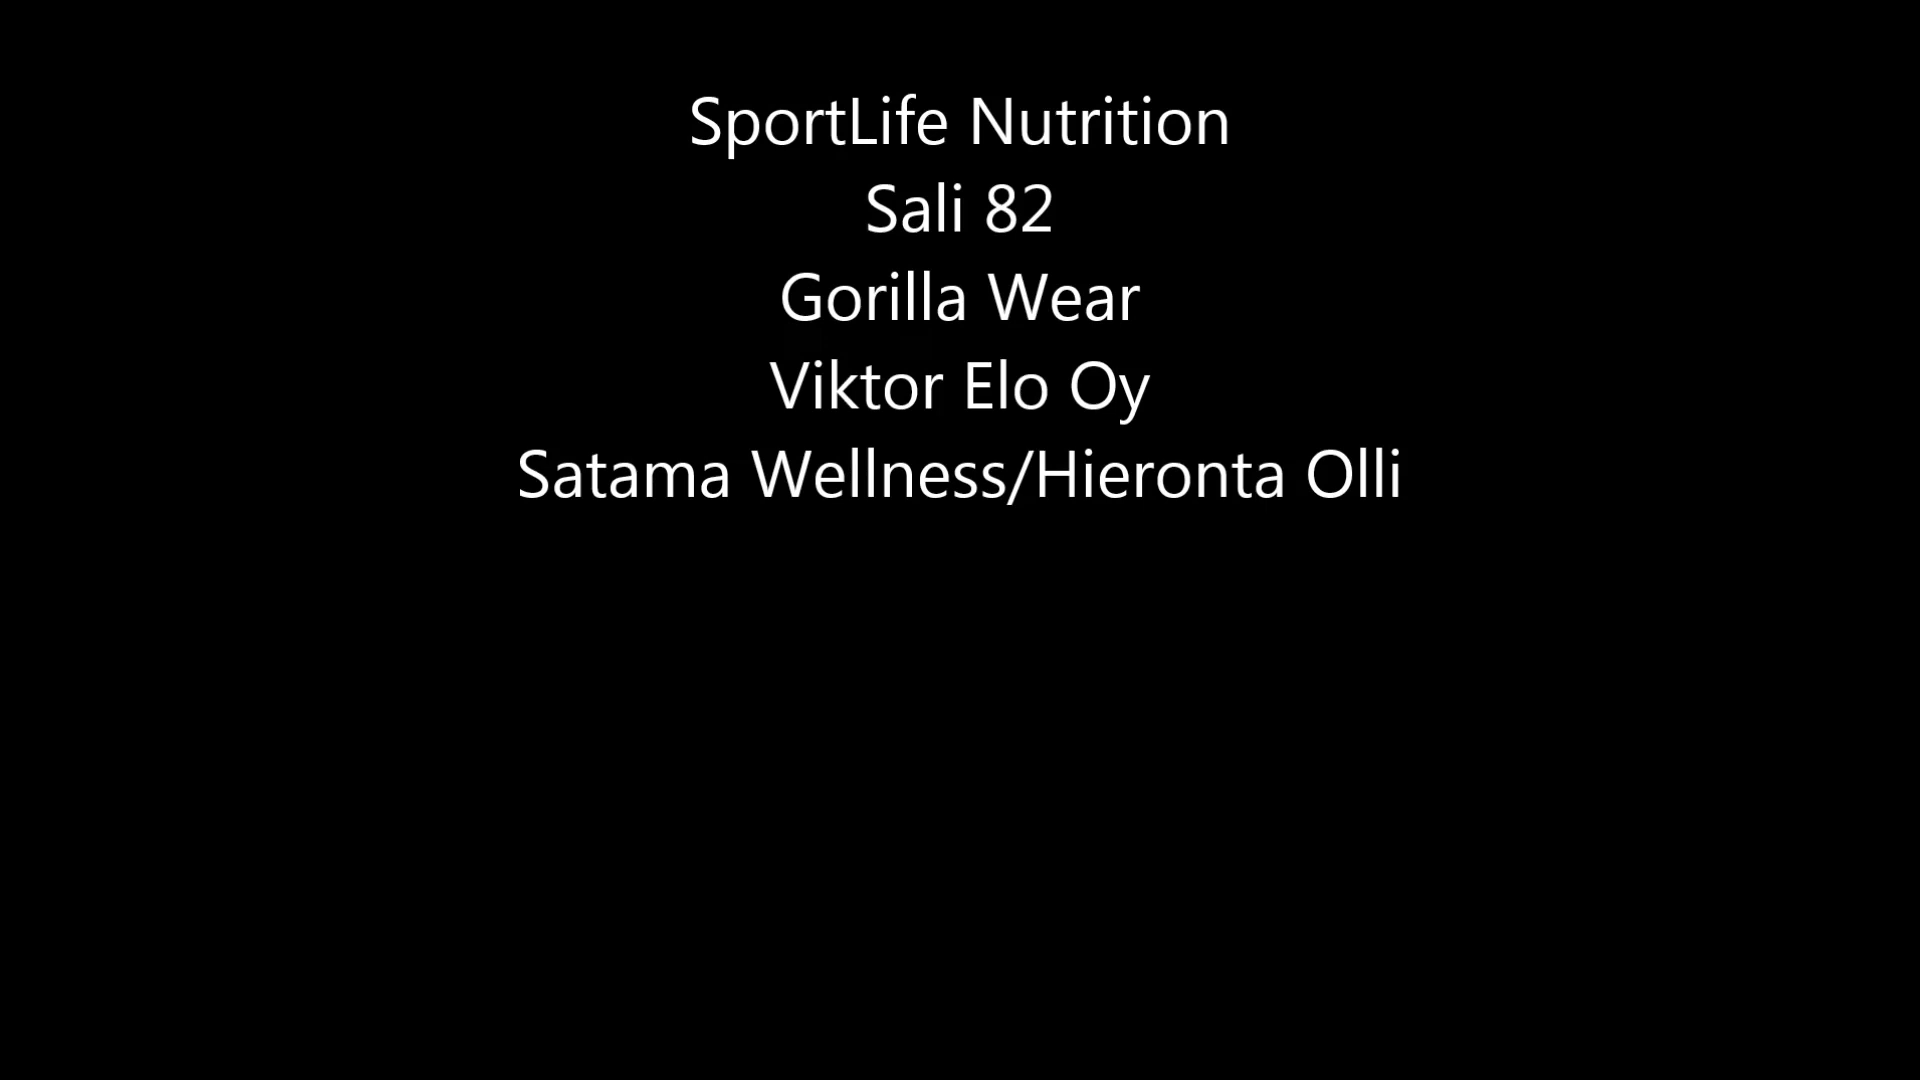 SportLife Nutrition
Sali 82
Gorilla Wear
Viktor Elo Oy
Satama Wellness/Hieronta Olli